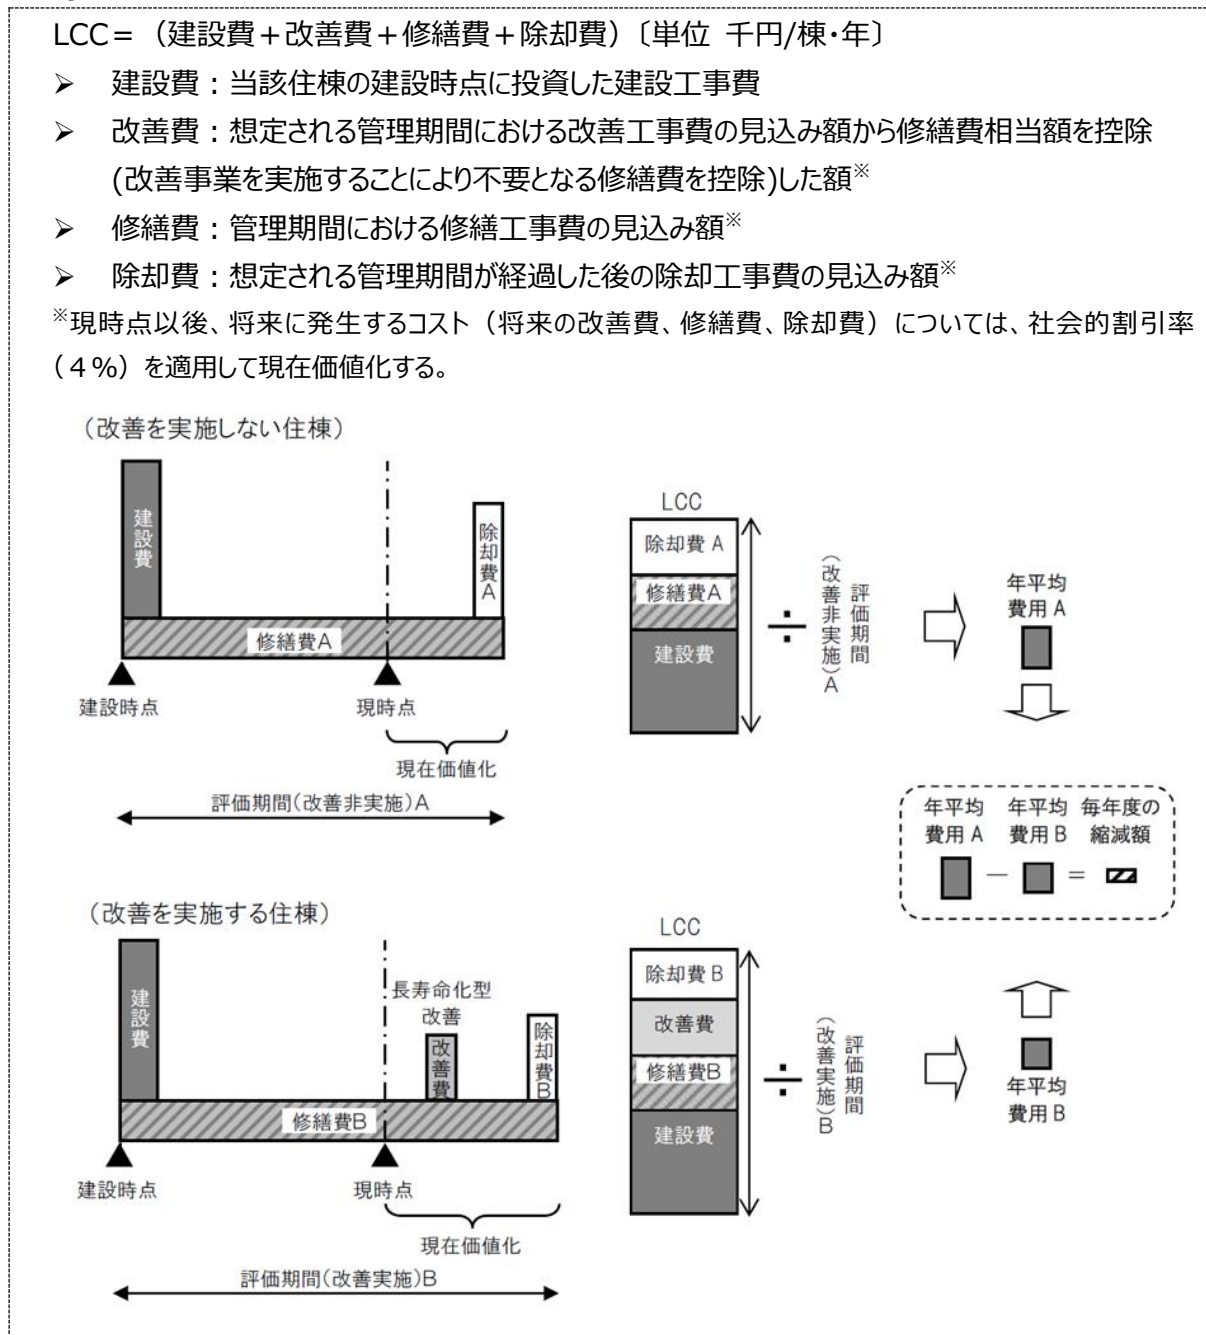 LCC＝（建設費＋改善費＋修繕費＋除却費）〔単位 千円/棟・年〕
➢ 建設費：当該住棟の建設時点に投資した建設工事費
➢ 改善費：想定される管理期間における改善工事費の見込み額から修繕費相当額を控除
(改善事業を実施することにより不要となる修繕費を控除)した額※
➢ 修繕費：管理期間における修繕工事費の見込み額※
➢ 除却費：想定される管理期間が経過した後の除却工事費の見込み額※
※現時点以後、将来に発生するコスト（将来の改善費、修繕費、除却費）については、社会的割引率
（４％）を適用して現在価値化する。
（改善を実施しない住棟）
建設費
除却費A
修繕費A
建設時点
現時点
現在価値化
評価期間(改善非実施)A
LCC
除却費 A
修繕費A
建設費
÷
評価期間
(改善非実施)A
年平均
費用 A
年平均 年平均 毎年度の
費用 A 費用 B 縮減額
－ ＝
（改善を実施する住棟）
建設費
長寿命化型
改善
改善費
除却費B
修繕費B
建設時点
現時点
現在価値化
評価期間(改善実施)B
LCC
除却費 B
改善費
修繕費B
建設費
÷
評価期間
(改善実施)B
年平均
費用 B